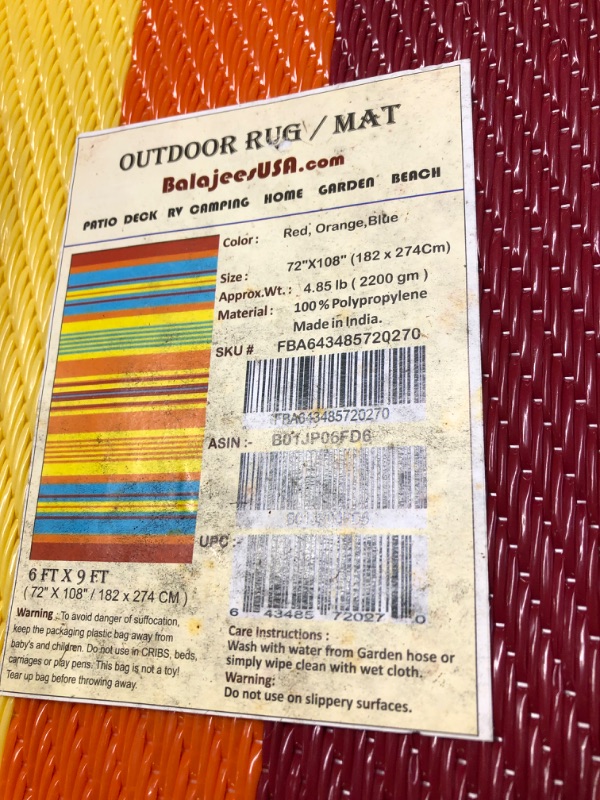 OUTDOOR RUG / MAT
BalajeesUSA.com
PATIO DECK RV CAMPING HOME GARDEN BEACH
Color : Red, Orange,Blue
Size : 72"X108" (182 x 274Cm)
Approx.Wt. : 4.85 lb ( 2200 gm )
Material : 100 % Polypropylene
Made in India.
SKU # FBA643485720270
FBA643485720270
ASIN :- B01JP06FD6
UPC :-
6 43485 72027 0
6 FT X 9 FT
( 72" X 108" / 182 x 274 CM )
Warning : To avoid danger of suffocation,
keep the packaging plastic bag away from
baby's and children. Do not use in CRIBS, beds,
carriages or play pens. This bag is not a toy!
Tear up bag before throwing away.
Care Instructions :
Wash with water from Garden hose or
simply wipe clean with wet cloth.
Warning:
Do not use on slippery surfaces.